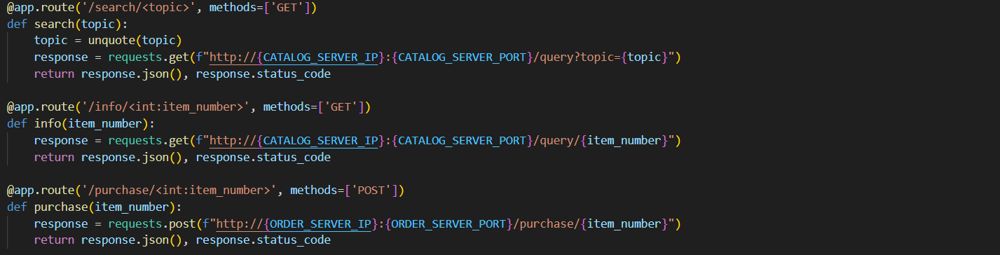 @app.route('/search/<topic>', methods=['GET'])
def search(topic):
    topic = unquote(topic)
    response = requests.get(f"http://{CATALOG_SERVER_IP}:{CATALOG_SERVER_PORT}/query?topic={topic}")
    return response.json(), response.status_code

@app.route('/info/<int:item_number>', methods=['GET'])
def info(item_number):
    response = requests.get(f"http://{CATALOG_SERVER_IP}:{CATALOG_SERVER_PORT}/query/{item_number}")
    return response.json(), response.status_code

@app.route('/purchase/<int:item_number>', methods=['POST'])
def purchase(item_number):
    response = requests.post(f"http://{ORDER_SERVER_IP}:{ORDER_SERVER_PORT}/purchase/{item_number}")
    return response.json(), response.status_code